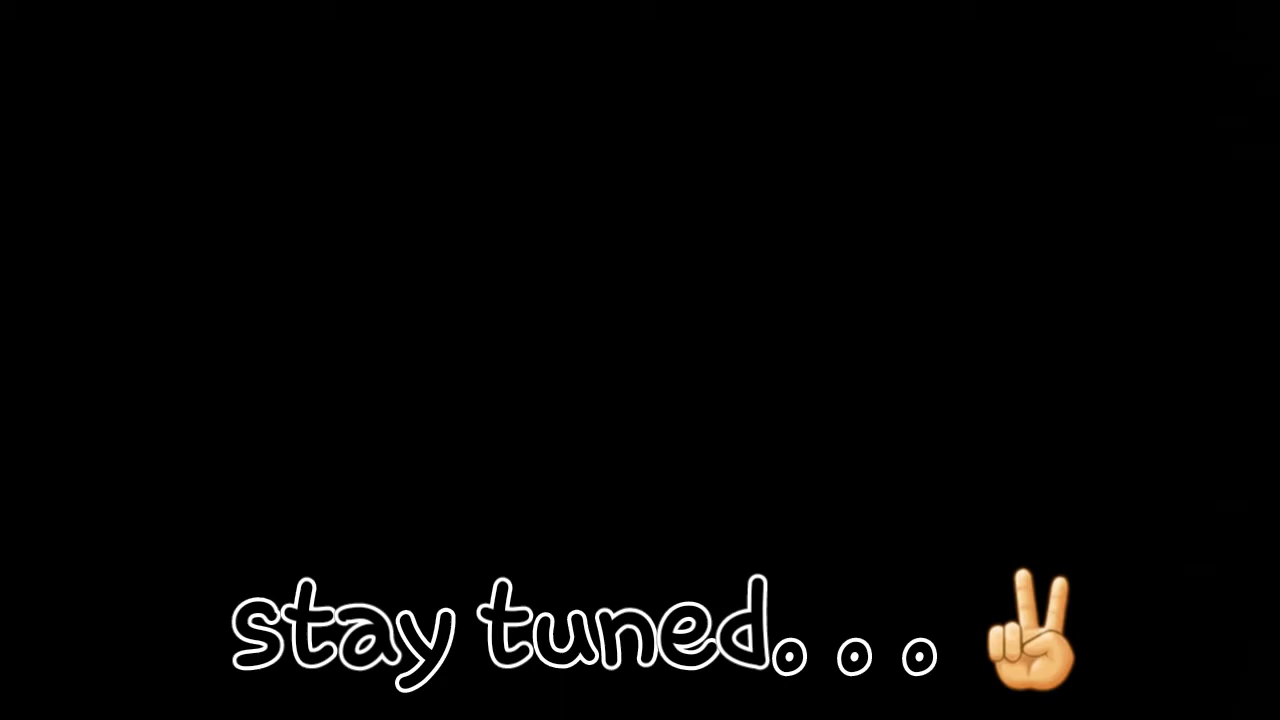 stay tuned. . . ✌